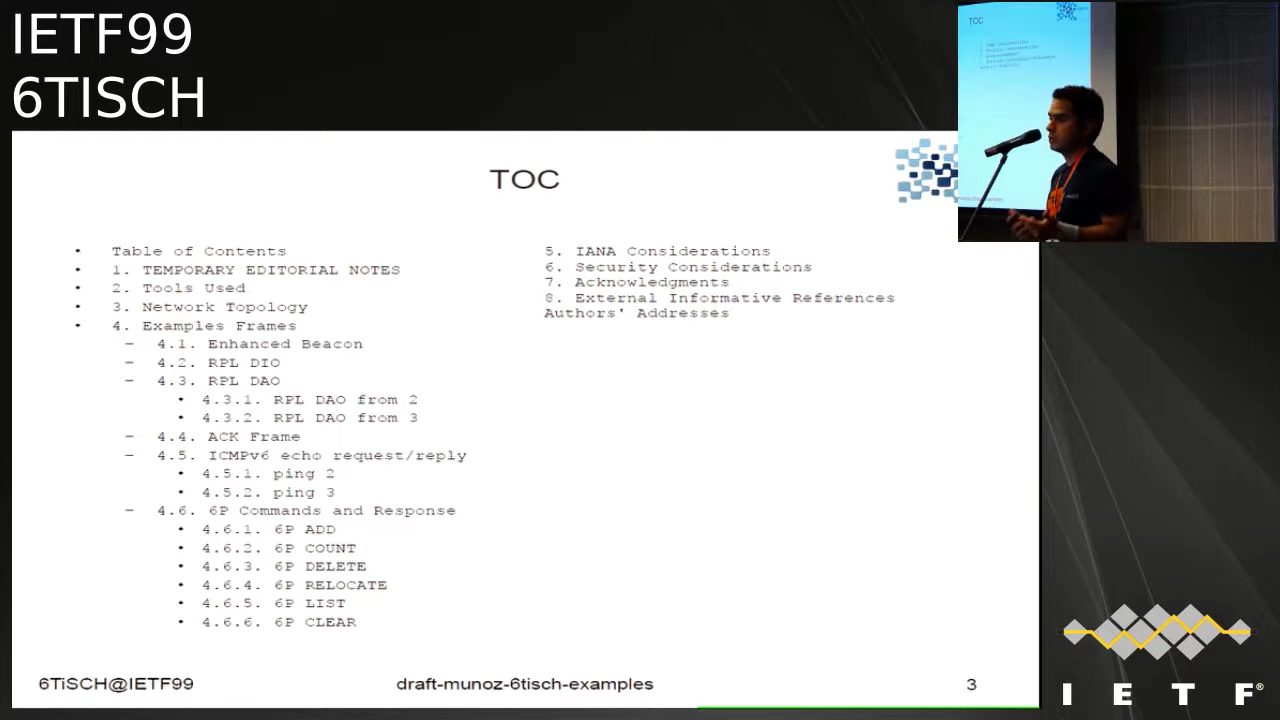 IETF99
6TISCH
TOC
• Table of Contents
• 1. TEMPORARY EDITORIAL NOTES
• 2. Tools Used
• 3. Network Topology
• 4. Examples Frames
– 4.1. Enhanced Beacon
– 4.2. RPL DIO
– 4.3. RPL DAO
• 4.3.1. RPL DAO from 2
• 4.3.2. RPL DAO from 3
– 4.4. ACK Frame
– 4.5. ICMPv6 echo request/reply
• 4.5.1. ping 2
• 4.5.2. ping 3
– 4.6. 6P Commands and Response
• 4.6.1. 6P ADD
• 4.6.2. 6P COUNT
• 4.6.3. 6P DELETE
• 4.6.4. 6P RELOCATE
• 4.6.5. 6P LIST
• 4.6.6. 6P CLEAR
5. IANA Considerations
6. Security Considerations
7. Acknowledgments
8. External Informative References
Authors' Addresses
6TiSCH@IETF99
draft-munoz-6tisch-examples
3
TOC
I E T F®